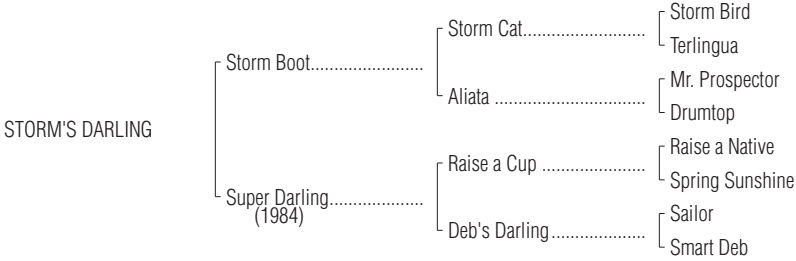 Storm Bird
Storm Cat..........................
Terlingua
Storm Boot........................
Mr. Prospector
Aliata ................................
Drumtop
STORM'S DARLING
Raise a Native
Raise a Cup ......................
Spring Sunshine
Super Darling....................
(1984)
Sailor
Deb's Darling....................
Smart Deb